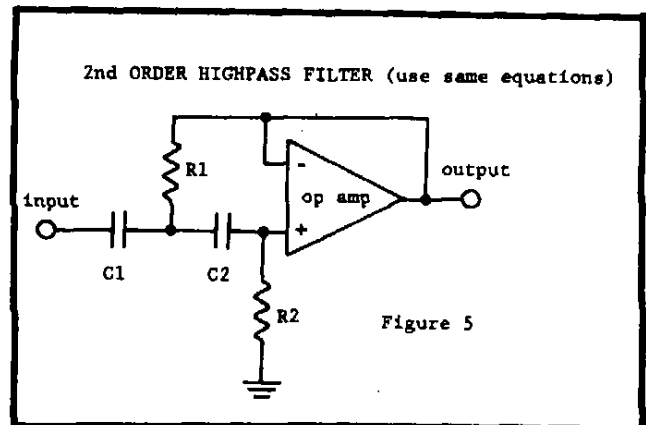 2nd ORDER HIGHPASS FILTER (use same equations)
R1
-
output
input
op amp
+
C1
C2
R2
Figure 5